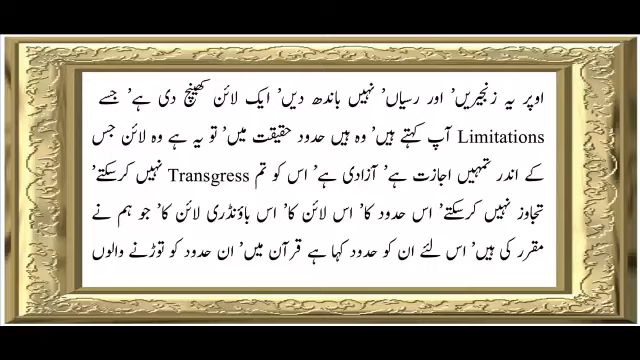 اوپر یہ زنجیریں’ اور رسیاں’ نہیں باندھ دیں’ ایک لائن کھینچ دی ہے’ جسے
Limitations آپ کہتے ہیں’ وہ ہیں حدود حقیقت میں’ تو یہ ہے وہ لائن جس
کے اندر تمہیں اجازت ہے’ آزادی ہے’ اس کو تم Transgress نہیں کرسکتے’
تجاوز نہیں کرسکتے’ اس حدود کا’ اس لائن کا’ اس باؤنڈری لائن کا’ جو ہم نے
مقرر کی ہیں’ اس لئے ان کو حدود کہا ہے قرآن میں’ ان حدود کو توڑنے والوں